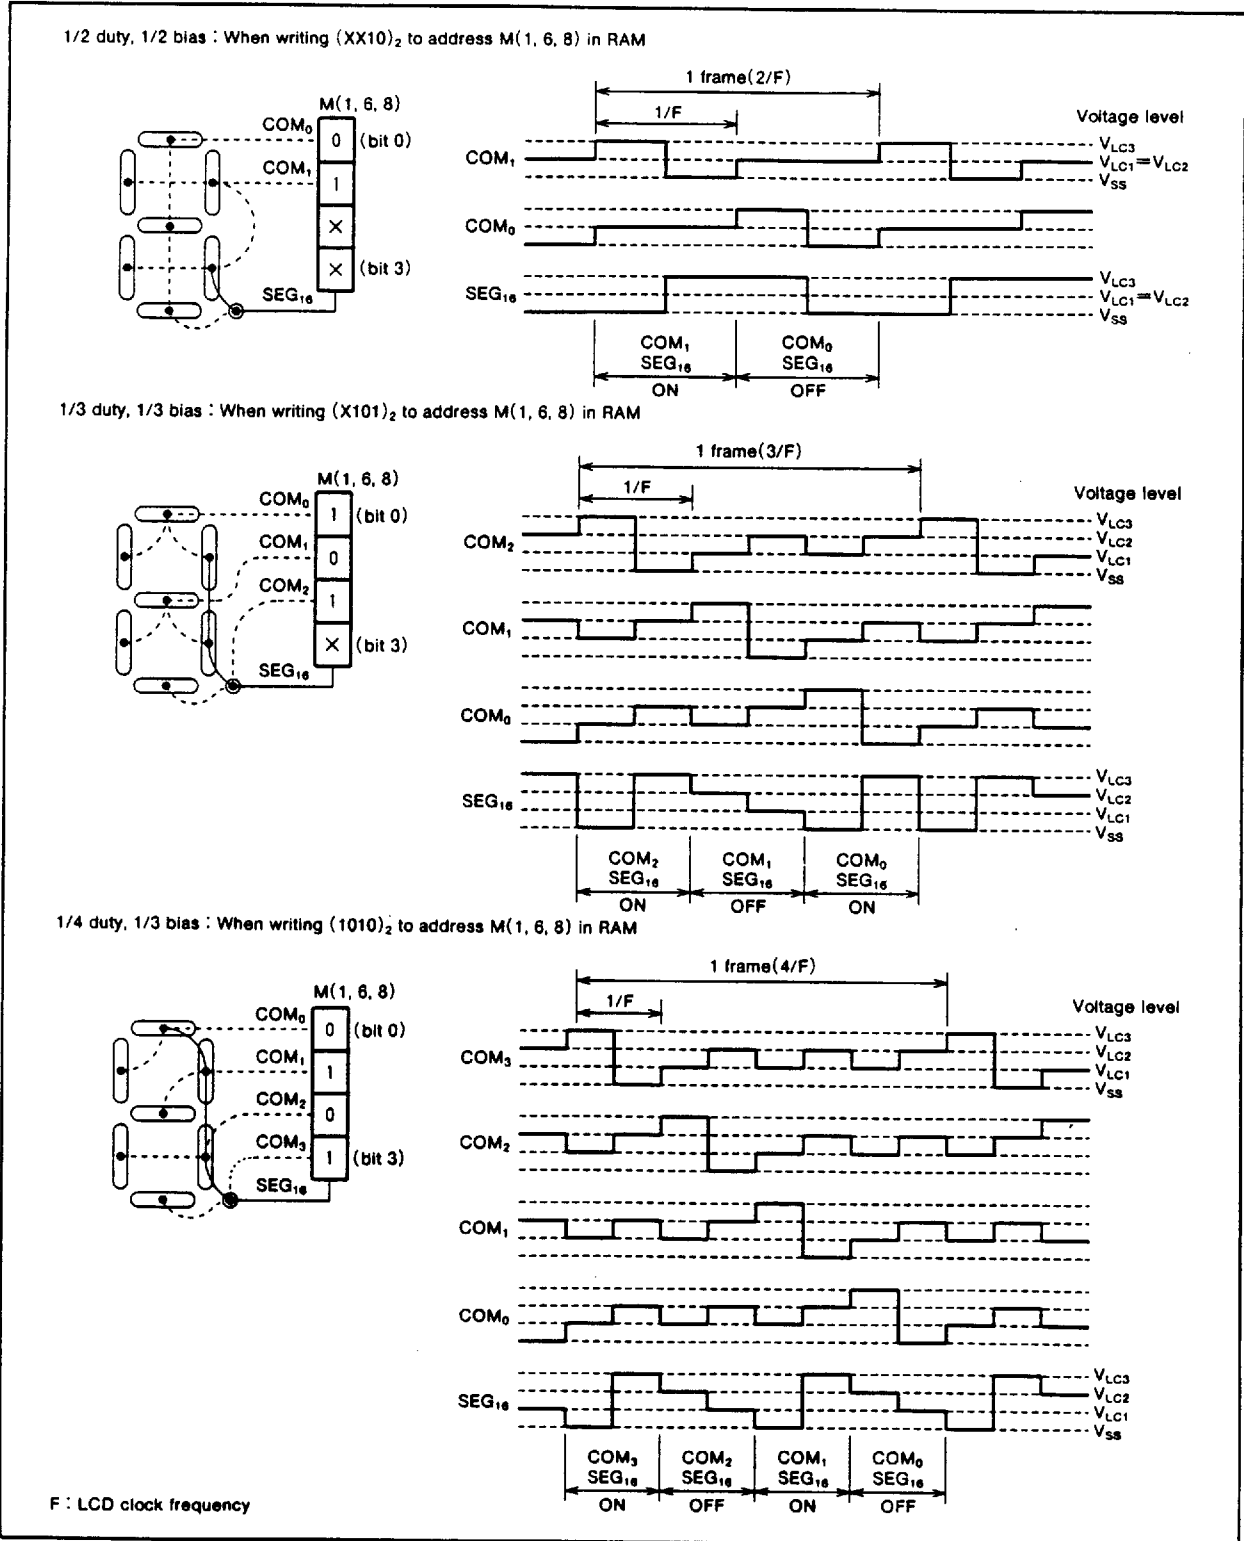 1/2 duty, 1/2 bias : When writing (XX10)₂ to address M(1, 6, 8) in RAM
1 frame(2/F)
1/F
Voltage level
M(1, 6, 8)
COM₀
0
(bit 0)
COM₁
1
×
×
(bit 3)
SEG₁₆
COM₁
VLC3
VLC1=VLC2
VSS
COM₀
SEG₁₆
VLC3
VLC1=VLC2
VSS
COM₁ COM₀
SEG₁₆ SEG₁₆
ON OFF
1/3 duty, 1/3 bias : When writing (X101)₂ to address M(1, 6, 8) in RAM
1 frame(3/F)
1/F
Voltage level
M(1, 6, 8)
COM₀
1
(bit 0)
COM₁
0
COM₂
1
×
(bit 3)
SEG₁₆
COM₂
VLC3
VLC2
VLC1
VSS
COM₁
COM₀
SEG₁₆
VLC3
VLC2
VLC1
VSS
COM₂ COM₁ COM₀
SEG₁₆ SEG₁₆ SEG₁₆
ON OFF ON
1/4 duty, 1/3 bias : When writing (1010)₂ to address M(1, 6, 8) in RAM
1 frame(4/F)
1/F
Voltage level
M(1, 6, 8)
COM₀
0
(bit 0)
COM₁
1
COM₂
0
COM₃
1
(bit 3)
SEG₁₆
COM₃
VLC3
VLC2
VLC1
VSS
COM₂
COM₁
COM₀
SEG₁₆
VLC3
VLC2
VLC1
VSS
COM₃ COM₂ COM₁ COM₀
SEG₁₆ SEG₁₆ SEG₁₆ SEG₁₆
ON OFF ON OFF
F : LCD clock frequency